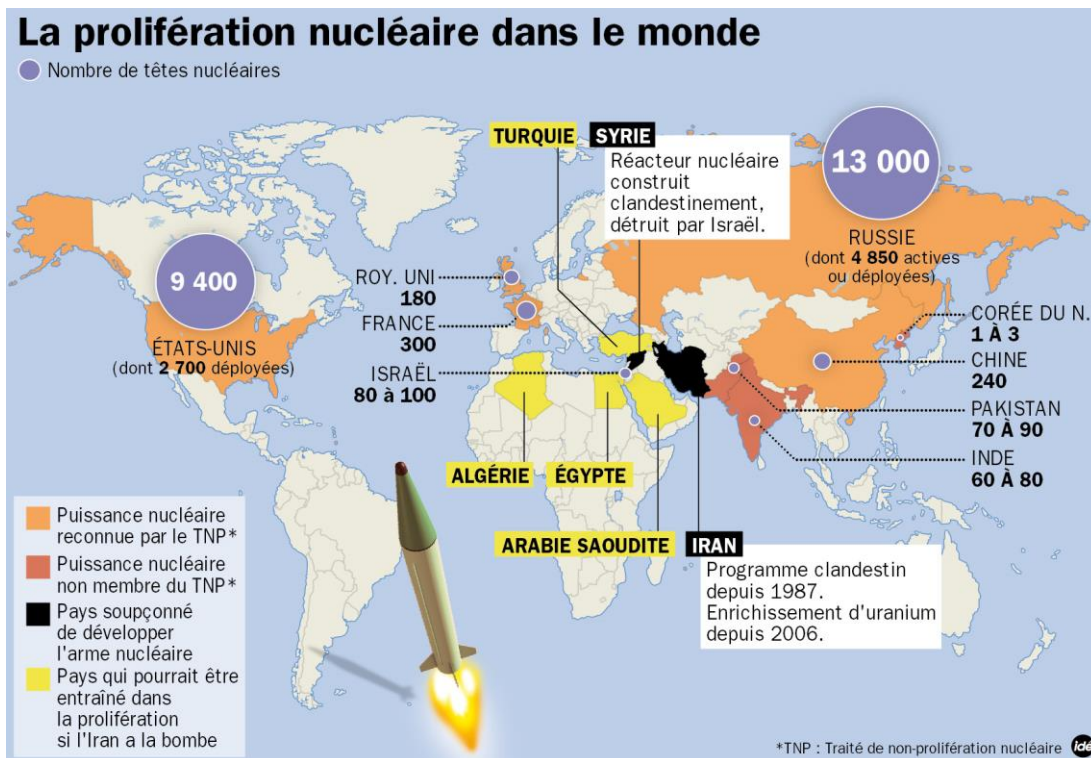 La prolifération nucléaire dans le monde
Nombre de têtes nucléaires
TURQUIE
SYRIE
Réacteur nucléaire
construit
clandestinement,
détruit par Israël.
13 000
RUSSIE
(dont 4 850 actives
ou déployées)
9 400
ÉTATS-UNIS
(dont 2 700 déployées)
ROY. UNI
180
FRANCE
300
ISRAËL
80 à 100
CORÉE DU N.
1 À 3
CHINE
240
PAKISTAN
70 À 90
INDE
60 À 80
ALGÉRIE
ÉGYPTE
ARABIE SAOUDITE
IRAN
Programme clandestin
depuis 1987.
Enrichissement d'uranium
depuis 2006.
Puissance nucléaire
reconnue par le TNP*
Puissance nucléaire
non membre du TNP*
Pays soupçonné
de développer
l'arme nucléaire
Pays qui pourrait être
entraîné dans
la prolifération
si l'Iran a la bombe
*TNP : Traité de non-prolifération nucléaire
idé